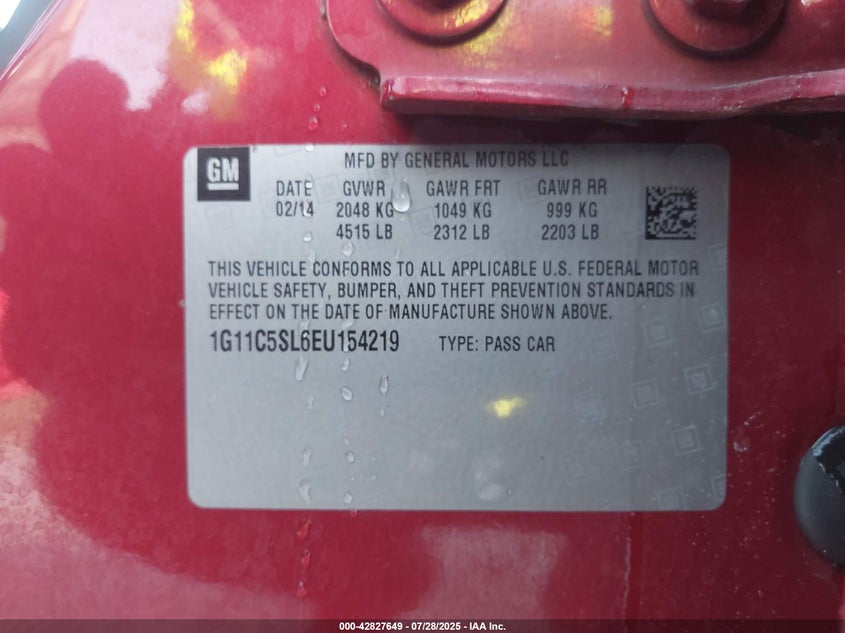 GM
MFD BY GENERAL MOTORS LLC
DATE GVWR GAWR FRT GAWR RR
02/14 2048 KG 1049 KG 999 KG
4515 LB 2312 LB 2203 LB
THIS VEHICLE CONFORMS TO ALL APPLICABLE U.S. FEDERAL MOTOR
VEHICLE SAFETY, BUMPER, AND THEFT PREVENTION STANDARDS IN
EFFECT ON THE DATE OF MANUFACTURE SHOWN ABOVE.
1G11C5SL6EU154219 TYPE: PASS CAR
000-42827649 / 07/28/2025 - IAA Inc.